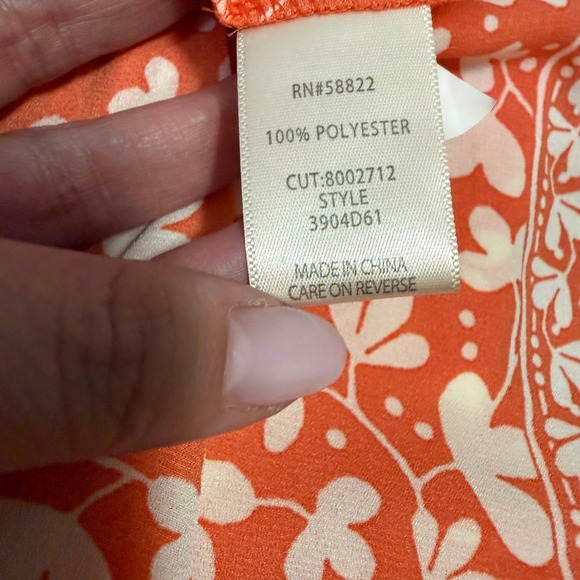 RN#58822
100% POLYESTER
CUT:8002712
STYLE
3904D61
MADE IN CHINA
CARE ON REVERSE